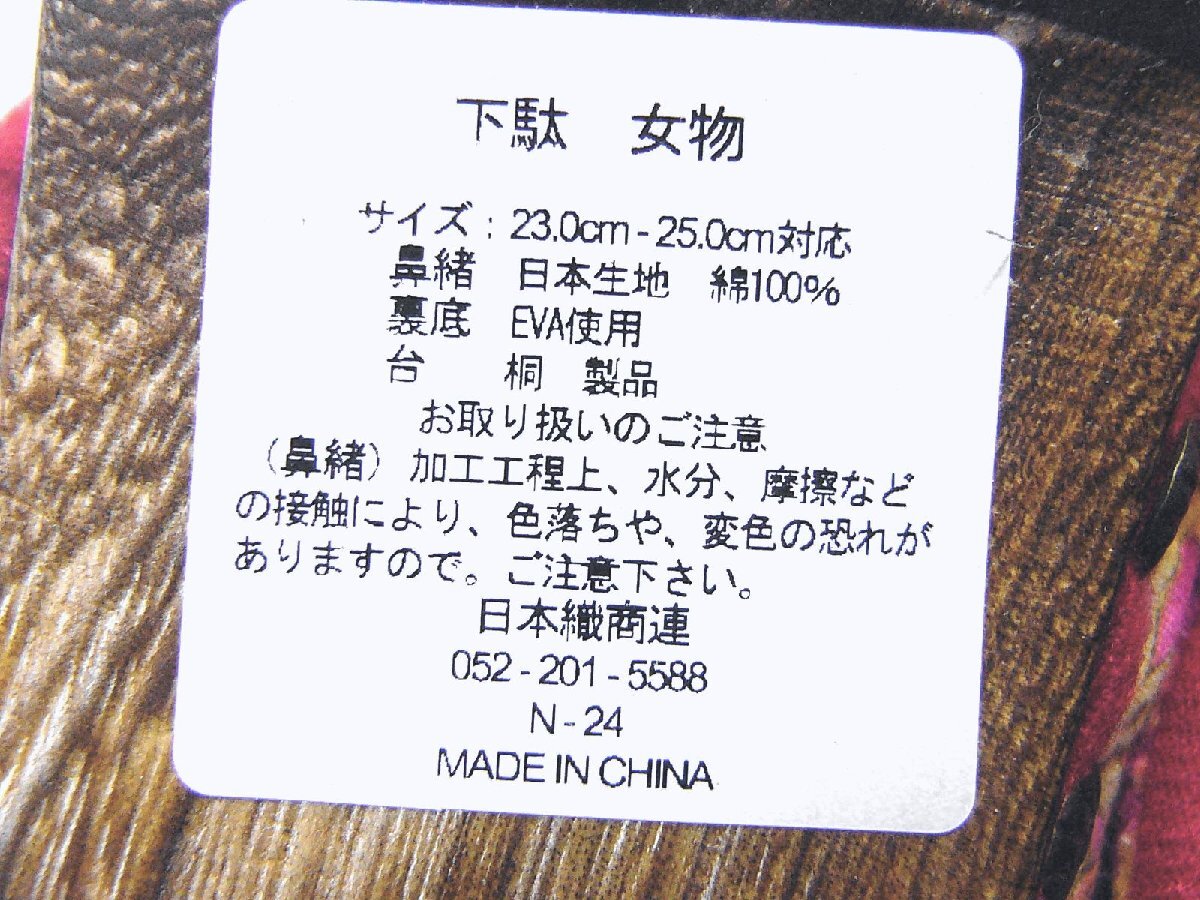 下駄　女物
サイズ：23.0cm-25.0cm対応
鼻緒　日本生地　綿100%
裏底　EVA使用
台　　桐　製品
お取り扱いのご注意
（鼻緒）加工工程上、水分、摩擦など
の接触により、色落ちや、変色の恐れが
ありますので。ご注意下さい。
日本織商連
052-201-5588
N-24
MADE IN CHINA